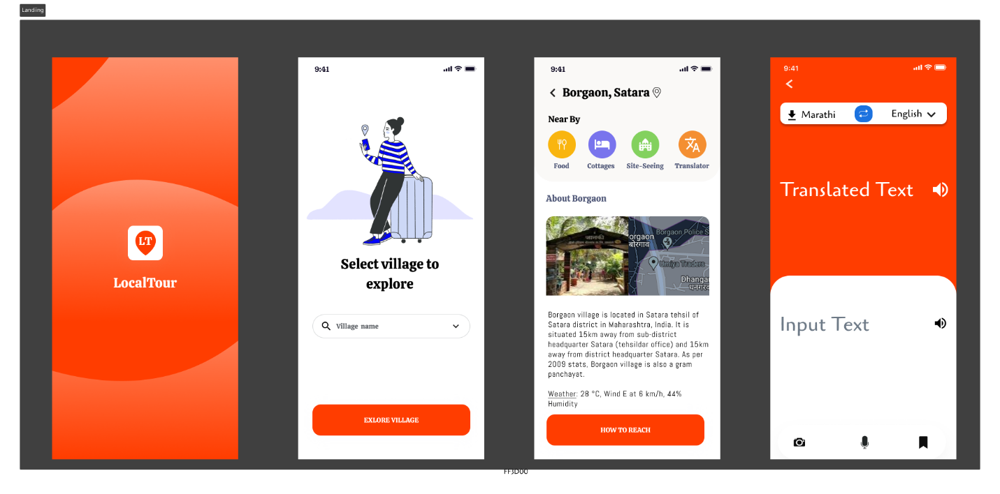 Landiing
LT
LocalTour
9:41
Select village to
explore
Village name
EXLORE VILLAGE
9:41
Borgaon, Satara
Near By
Food
Cottages
Site-Seeing
Translator
About Borgaon
जानकी
Borgaon Police S
orgaon
बोरगाव
Umiya Traders
Dhangar
धनगरव
Borgaon village is located in Satara tehsil of
Satara district in Maharashtra, India. It is
situated 15km away from sub-district
headquarter Satara (tehsildar office) and 15km
away from district headquarter Satara. As per
2009 stats, Borgaon village is also a gram
panchayat.
Weather: 28 °C, Wind E at 6 km/h, 44%
Humidity
HOW TO REACH
9:41
Marathi
English
Translated Text
Input Text
FF3D00